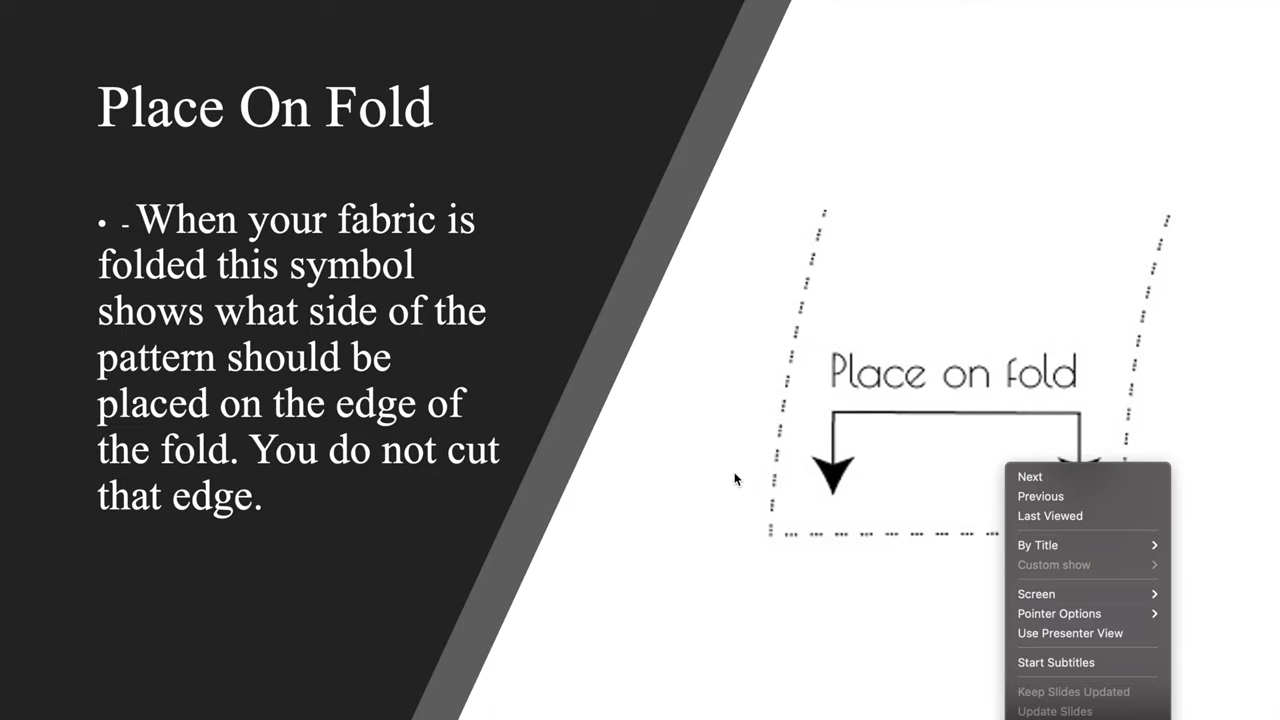 Place On Fold
• - When your fabric is
folded this symbol
shows what side of the
pattern should be
placed on the edge of
the fold. You do not cut
that edge.
Place on fold
Next
Previous
Last Viewed
By Title
Custom show
Screen
Pointer Options
Use Presenter View
Start Subtitles
Keep Slides Updated
Update Slides